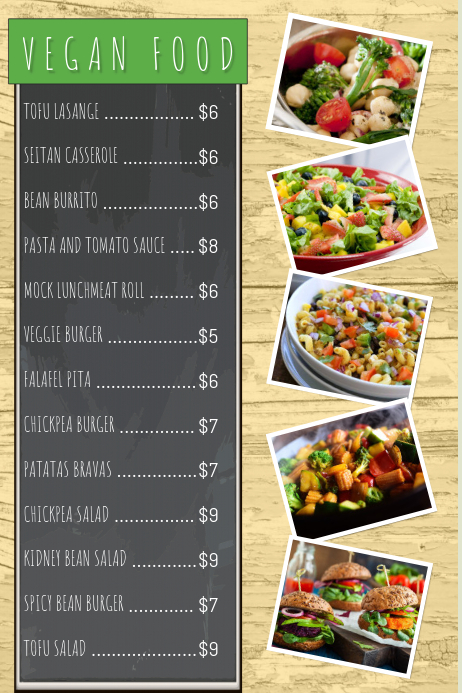 VEGAN FOOD
TOFU LASANGE .................. $6
SEITAN CASSEROLE ...............$6
BEAN BURRITO ...................$6
PASTA AND TOMATO SAUCE .....$8
MOCK LUNCHMEAT ROLL ..........$6
VEGGIE BURGER ..................$5
FALAFEL PITA ....................$6
CHICKPEA BURGER ................$7
PATATAS BRAVAS ................$7
CHICKPEA SALAD .................$9
KIDNEY BEAN SALAD .............$9
SPICY BEAN BURGER .............$7
TOFU SALAD .....................$9